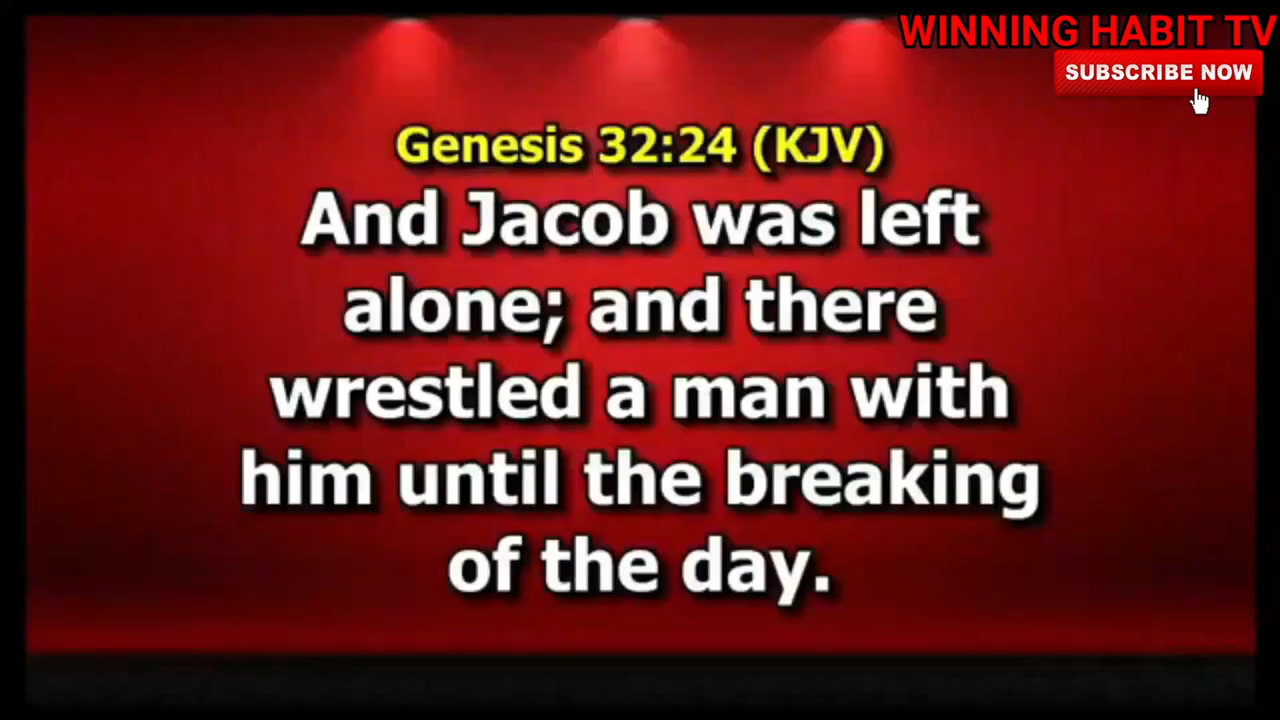 WINNING HABIT TV
SUBSCRIBE NOW
Genesis 32:24 (KJV)
And Jacob was left
alone; and there
wrestled a man with
him until the breaking
of the day.